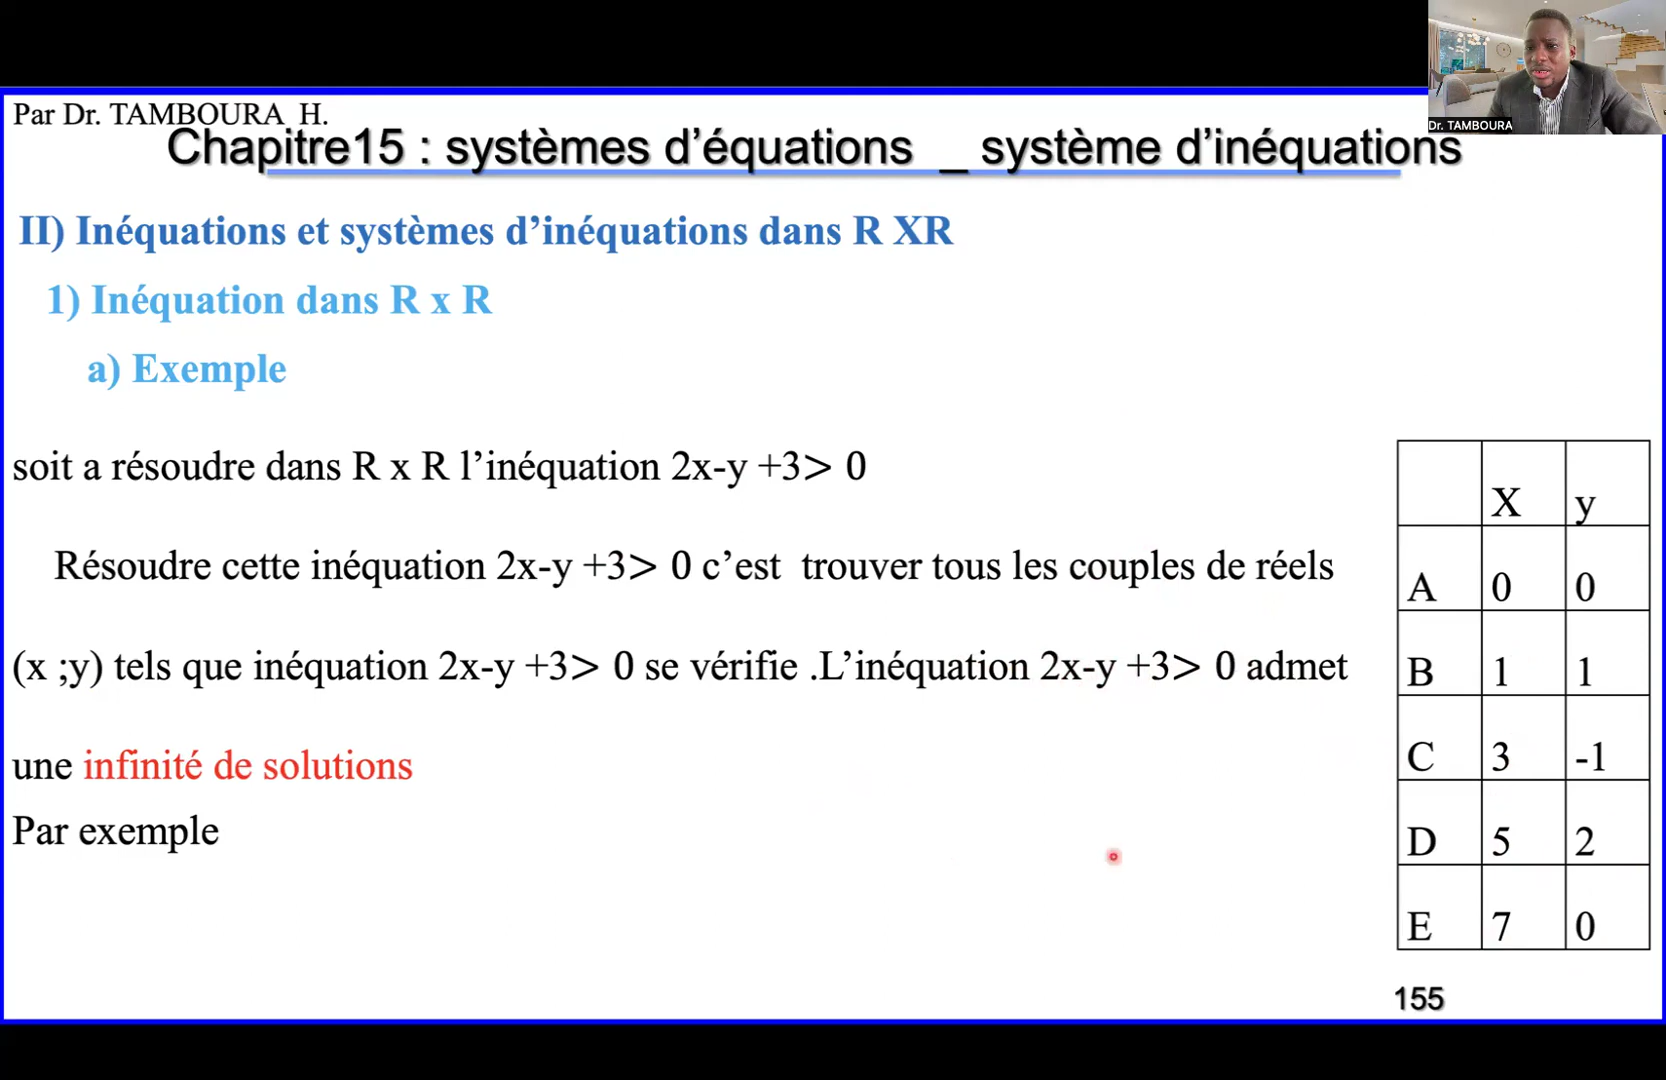 Dr. TAMBOURA
Par Dr. TAMBOURA H.
Chapitre15 : systèmes d’équations _ système d’inéquations
II) Inéquations et systèmes d’inéquations dans R XR
1) Inéquation dans R x R
a) Exemple
soit a résoudre dans R x R l’inéquation 2x-y +3> 0
Résoudre cette inéquation 2x-y +3> 0 c’est trouver tous les couples de réels
(x ;y) tels que inéquation 2x-y +3> 0 se vérifie .L’inéquation 2x-y +3> 0 admet
une infinité de solutions
Par exemple
X y
A 0 0
B 1 1
C 3 -1
D 5 2
E 7 0
155